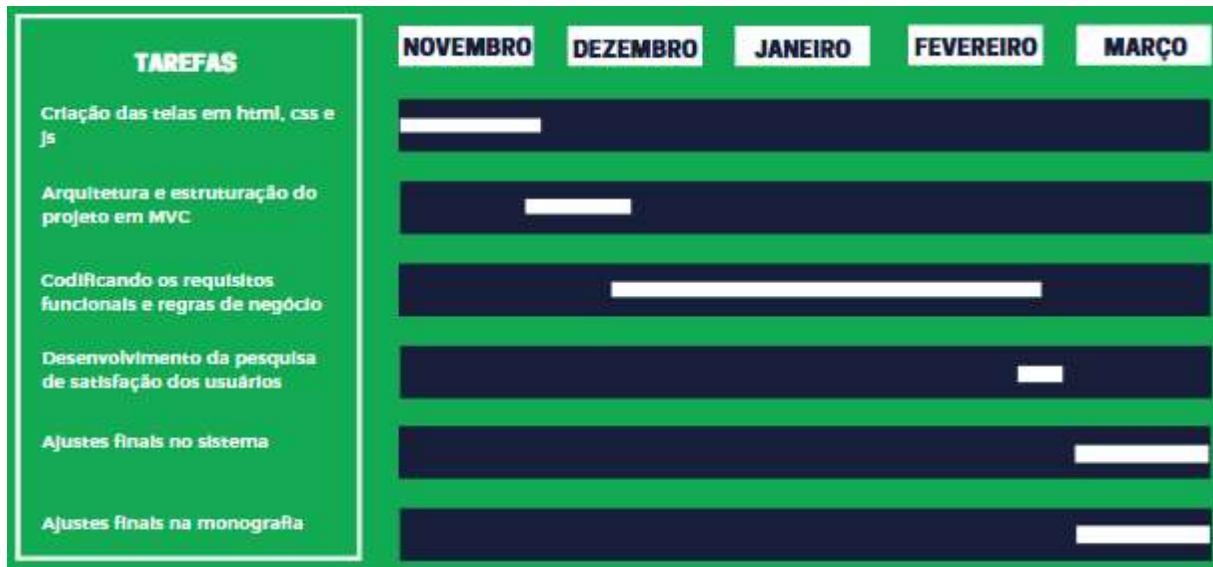 TAREFAS
NOVEMBRO
DEZEMBRO
JANEIRO
FEVEREIRO
MARÇO
Criação das telas em html, css e
js
Arquitetura e estruturação do
projeto em MVC
Codificando os requisitos
funcionais e regras de negócio
Desenvolvimento da pesquisa
de satisfação dos usuários
Ajustes finais no sistema
Ajustes finais na monografia